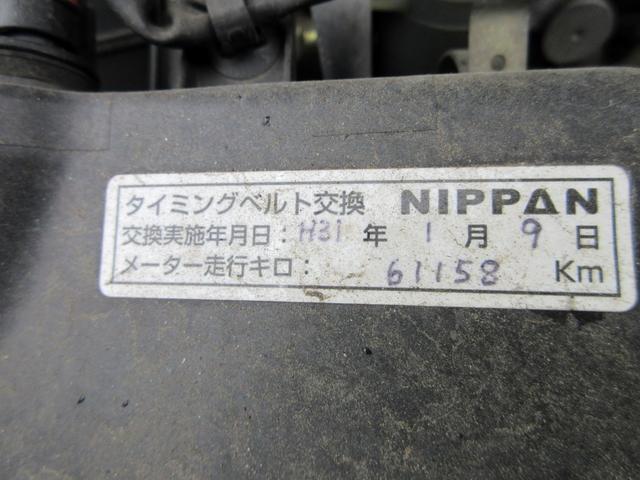 タイミングベルト交換 NIPPAN
交換実施年月日：H31 年 1 月 9 日
メーター走行キロ： 61158 Km